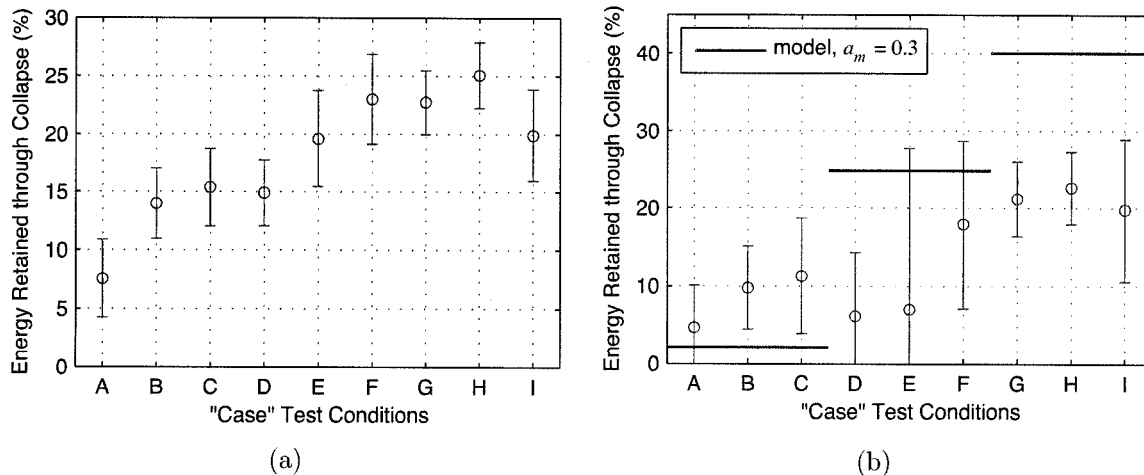 Energy Retained through Collapse (%)
30
25
20
15
10
5
0
A B C D E F G H I
"Case" Test Conditions
(a)
Energy Retained through Collapse (%)
40
30
20
10
0
model, aₘ = 0.3
A B C D E F G H I
"Case" Test Conditions
(b)